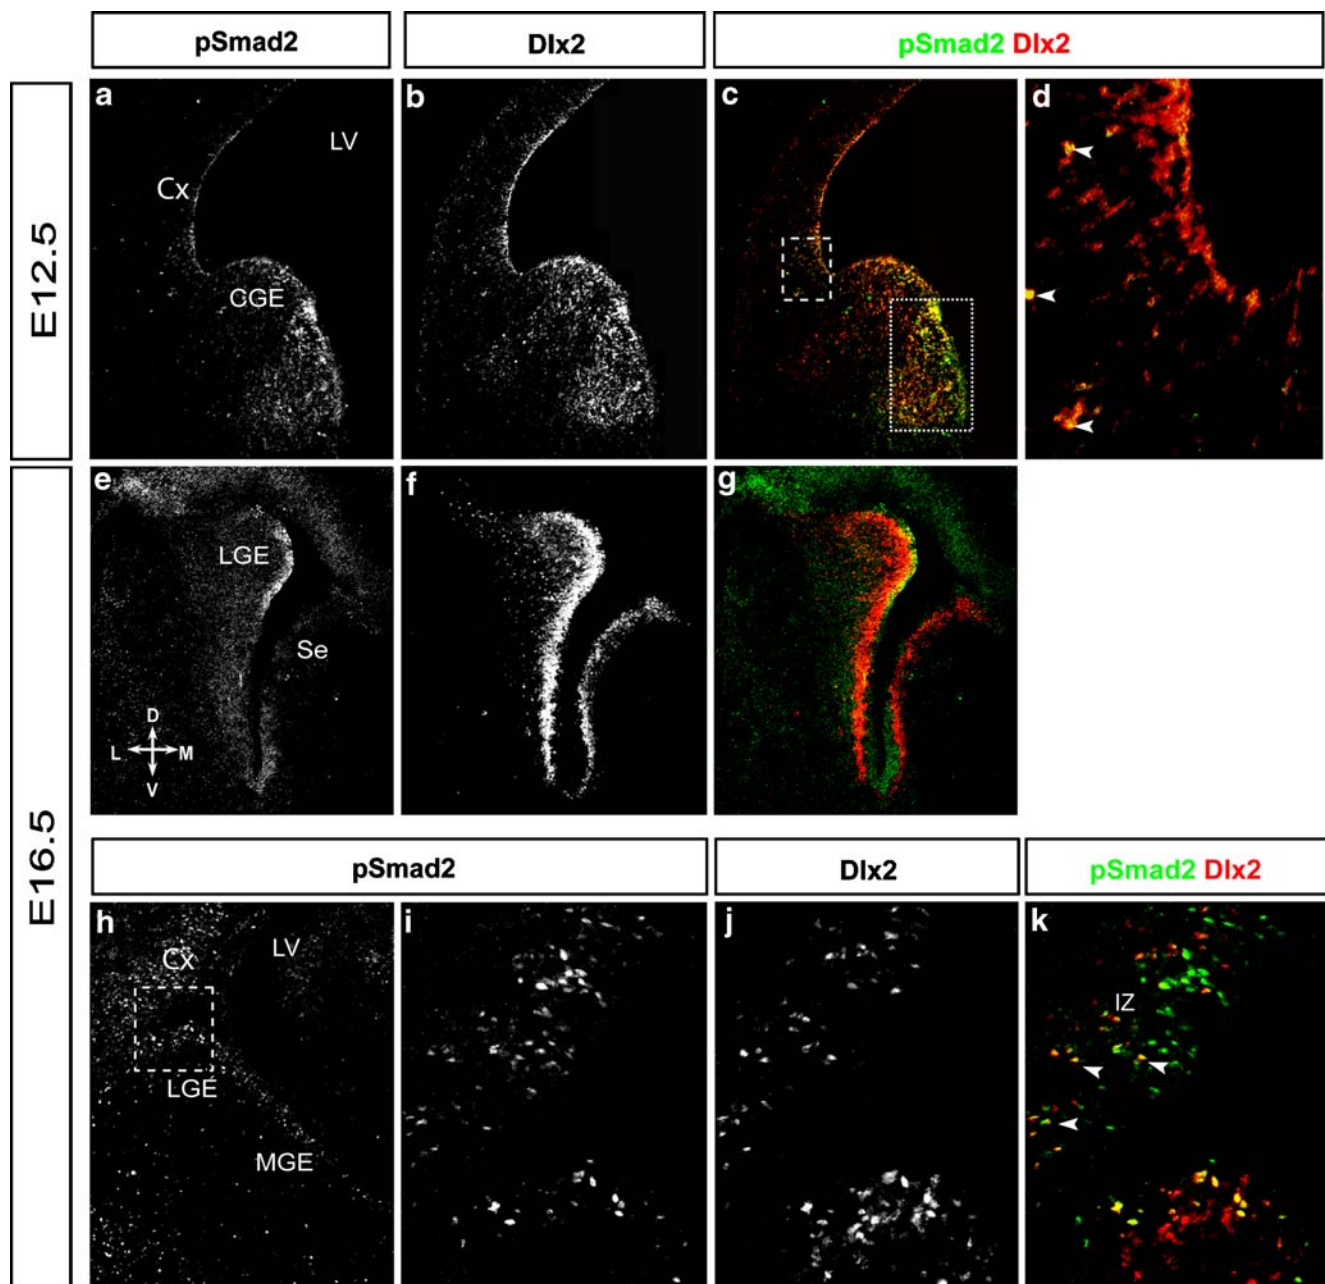 pSmad2
Dlx2
pSmad2 Dlx2
E12.5
a
Cx
CGE
LV
b
c
d
E16.5
e
LGE
Se
D
L M
V
f
g
pSmad2
Dlx2
pSmad2 Dlx2
h
Cx
LV
LGE
MGE
i
j
k
IZ